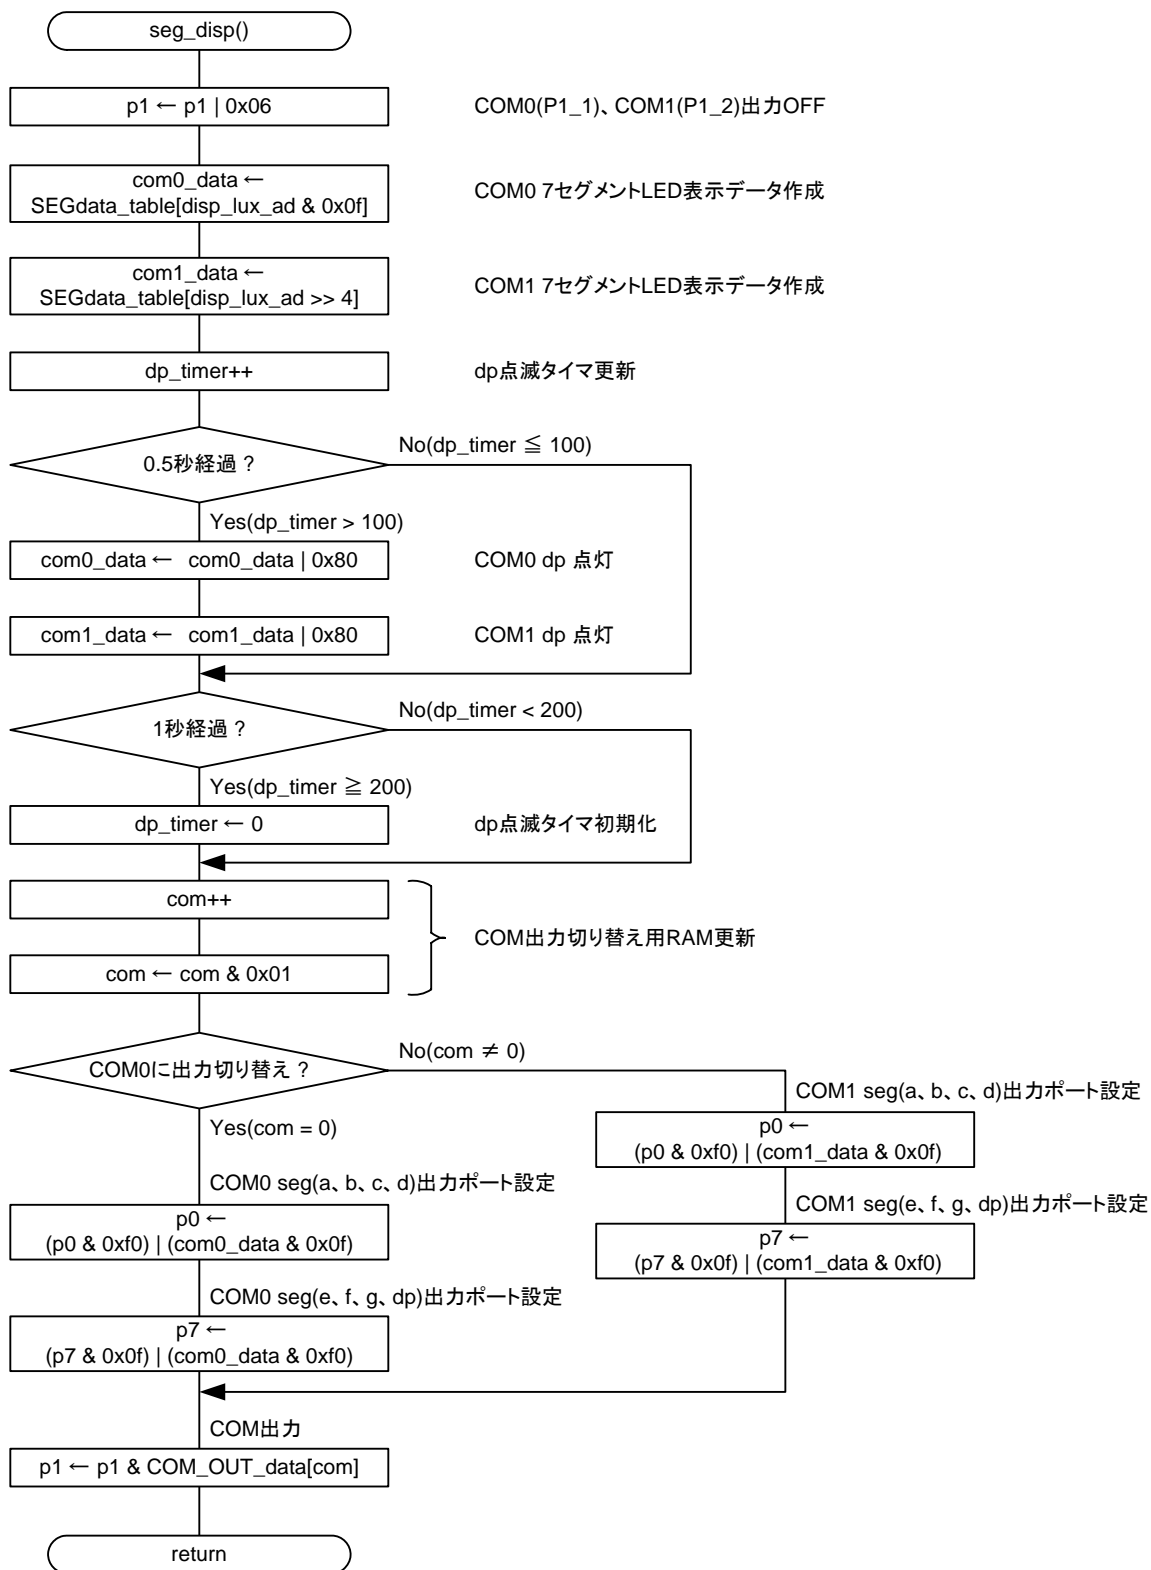 seg_disp()
p1 ← p1 | 0x06
COM0(P1_1)、COM1(P1_2)出力OFF
com0_data ←
SEGdata_table[disp_lux_ad & 0x0f]
COM0 7セグメントLED表示データ作成
com1_data ←
SEGdata_table[disp_lux_ad >> 4]
COM1 7セグメントLED表示データ作成
dp_timer++
dp点滅タイマ更新
0.5秒経過 ?
No(dp_timer ≦ 100)
Yes(dp_timer > 100)
com0_data ← com0_data | 0x80
COM0 dp 点灯
com1_data ← com1_data | 0x80
COM1 dp 点灯
1秒経過 ?
No(dp_timer < 200)
Yes(dp_timer ≧ 200)
dp_timer ← 0
dp点滅タイマ初期化
com++
COM出力切り替え用RAM更新
com ← com & 0x01
COM0に出力切り替え ?
No(com ≠ 0)
Yes(com = 0)
COM1 seg(a、b、c、d)出力ポート設定
p0 ←
(p0 & 0xf0) | (com1_data & 0x0f)
COM1 seg(e、f、g、dp)出力ポート設定
p7 ←
(p7 & 0x0f) | (com1_data & 0xf0)
COM0 seg(a、b、c、d)出力ポート設定
p0 ←
(p0 & 0xf0) | (com0_data & 0x0f)
COM0 seg(e、f、g、dp)出力ポート設定
p7 ←
(p7 & 0x0f) | (com0_data & 0xf0)
COM出力
p1 ← p1 & COM_OUT_data[com]
return